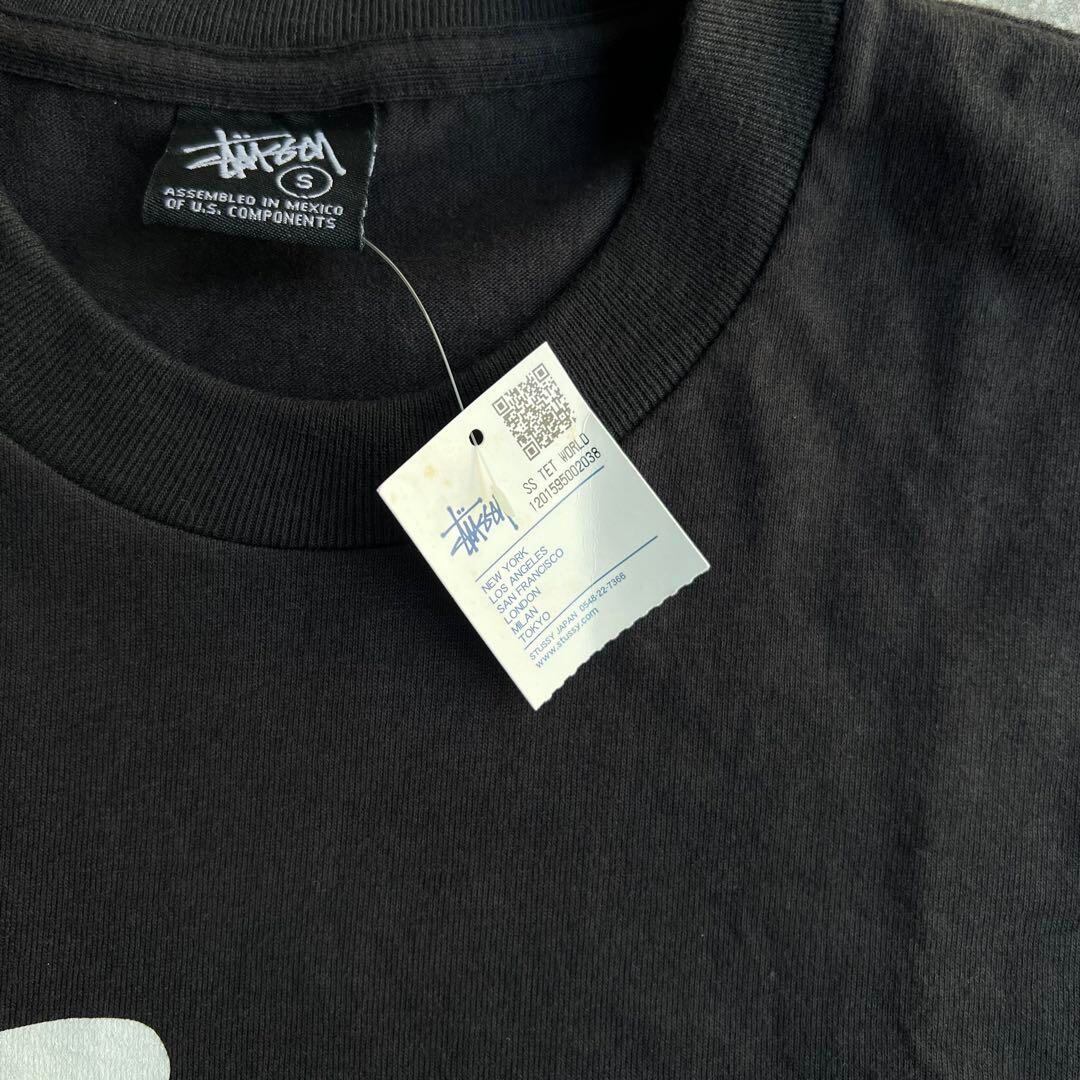 Stüssy
S
ASSEMBLED IN MEXICO
OF U.S. COMPONENTS
SS TET WORLD
1201595002038
Stüssy
NEW YORK
LOS ANGELES
SAN FRANCISCO
LONDON
MILAN
TOKYO
STUSSY JAPAN 0548-22-7366
www.stussy.com